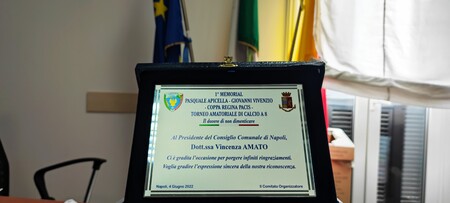 1° MEMORIAL
PASQUALE APICELLA - GIOVANNI VIVENZIO
COPPA REGINA PACIS -
TORNEO AMATORIALE DI CALCIO A 8
Il dovere di non dimenticare
Al Presidente del Consiglio Comunale di Napoli,
Dott.ssa Vincenza AMATO
Ci è gradita l'occasione per porgere infiniti ringraziamenti.
Voglia gradire l'espressione sincera della nostra riconoscenza.
Napoli, 4 Giugno 2022
Il Comitato Organizzatore